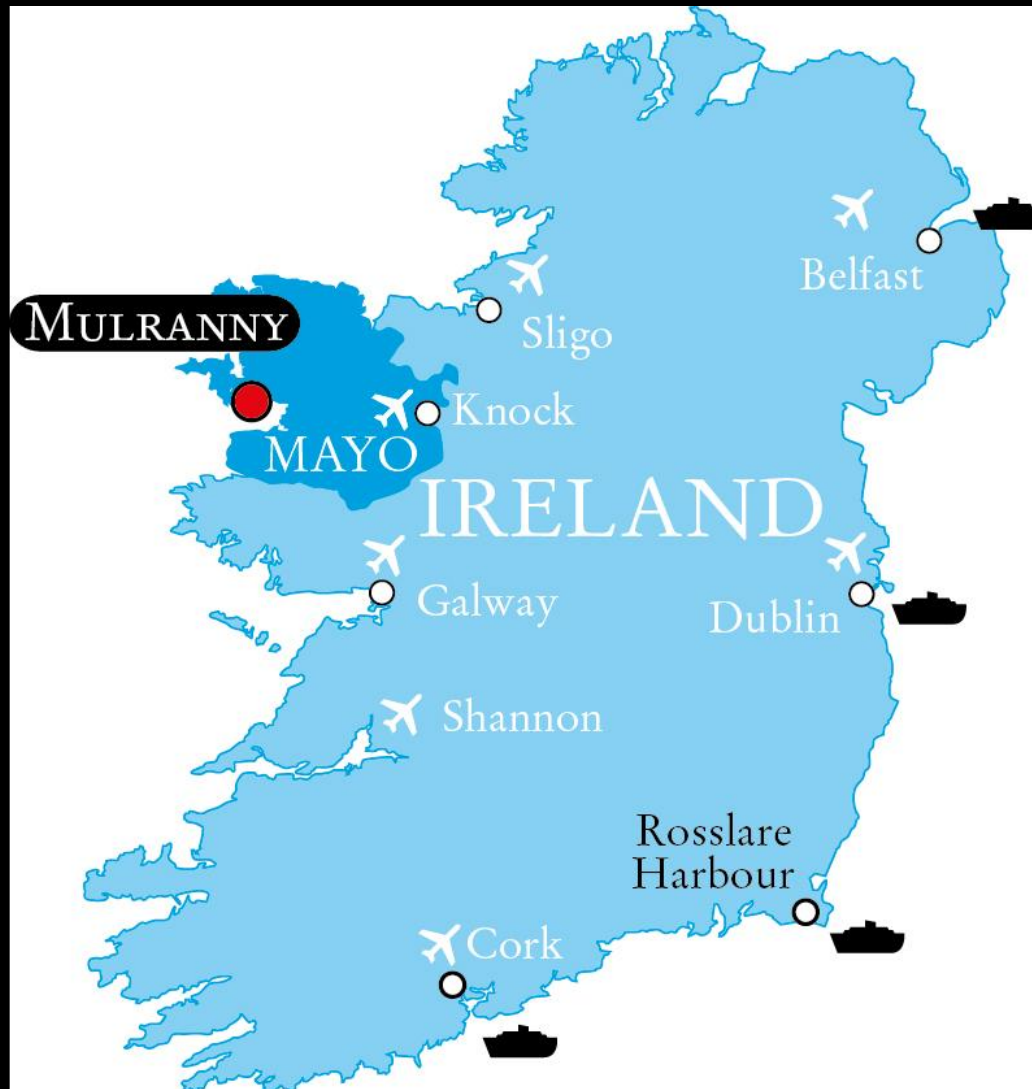 Belfast
MULRANNY
Sligo
Knock
MAYO
IRELAND
Galway
Dublin
Shannon
Rosslare
Harbour
Cork